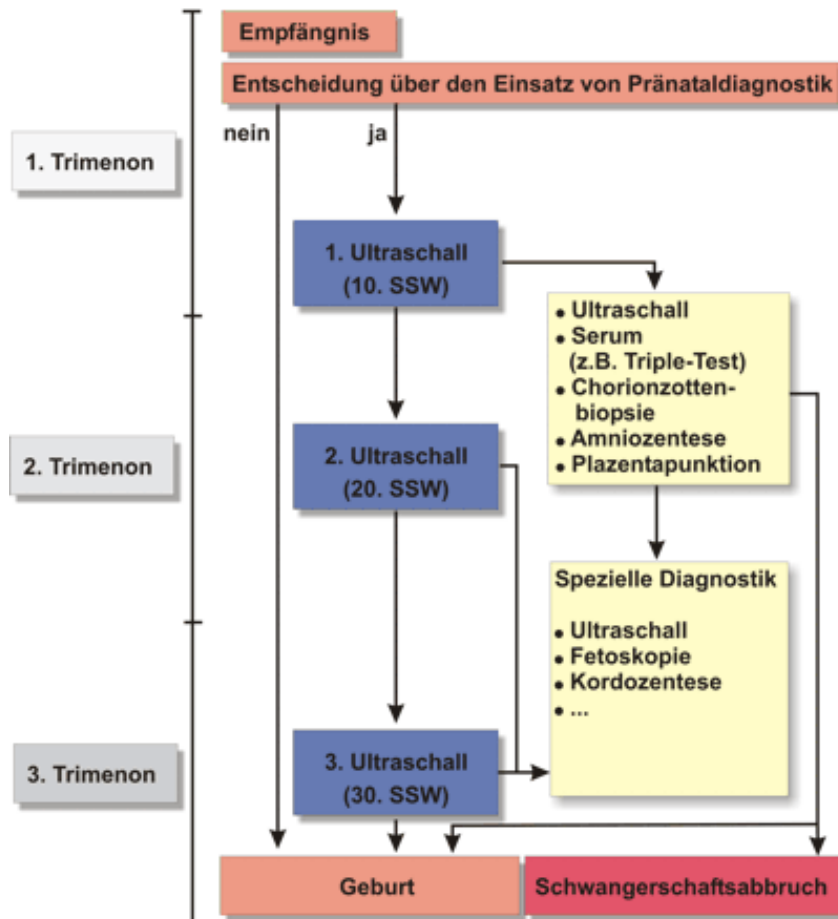 Empfängnis
Entscheidung über den Einsatz von Pränataldiagnostik
nein
ja
1. Trimenon
1. Ultraschall
(10. SSW)
• Ultraschall
• Serum
(z.B. Triple-Test)
• Chorionzotten-
biopsie
• Amniozentese
• Plazentapunktion
2. Trimenon
2. Ultraschall
(20. SSW)
Spezielle Diagnostik
• Ultraschall
• Fetoskopie
• Kordozentese
• ...
3. Trimenon
3. Ultraschall
(30. SSW)
Geburt
Schwangerschaftsabbruch